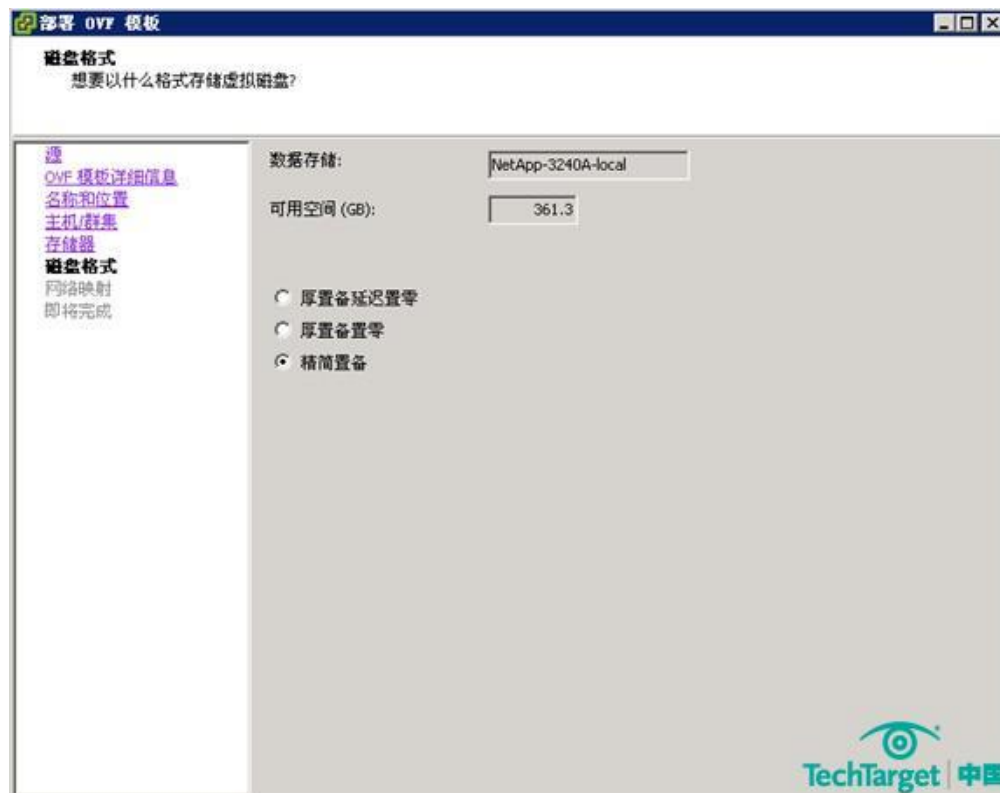 部署 OVF 模板
磁盘格式
想要以什么格式存储虚拟磁盘?
源
OVF 模板详细信息
名称和位置
主机/群集
存储器
磁盘格式
网络映射
即将完成
数据存储:
NetApp-3240A-local
可用空间 (GB):
361.3
厚置备延迟置零
厚置备置零
精简置备
TechTarget 中国